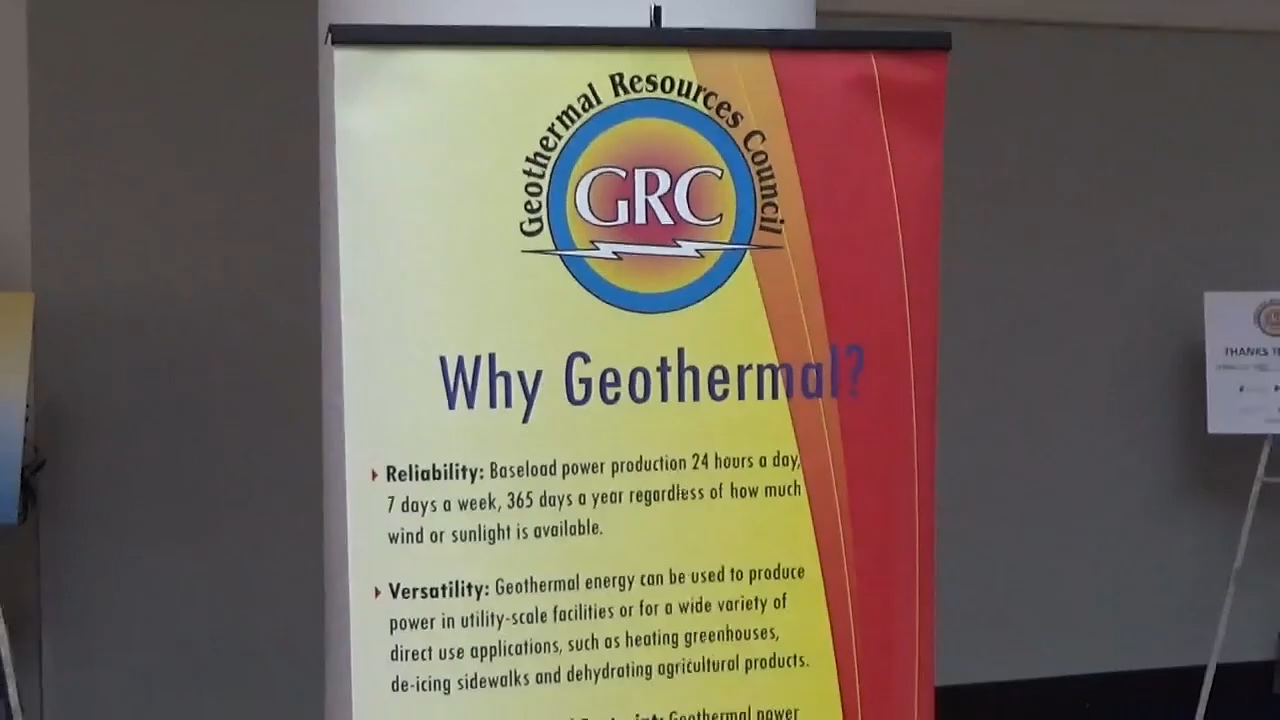 Geothermal Resources Council
GRC
Why Geothermal?
Reliability: Baseload power production 24 hours a day,
7 days a week, 365 days a year regardless of how much
wind or sunlight is available.
Versatility: Geothermal energy can be used to produce
power in utility-scale facilities or for a wide variety of
direct use applications, such as heating greenhouses,
de-icing sidewalks and dehydrating agricultural products.
Geothermal power
THANKS